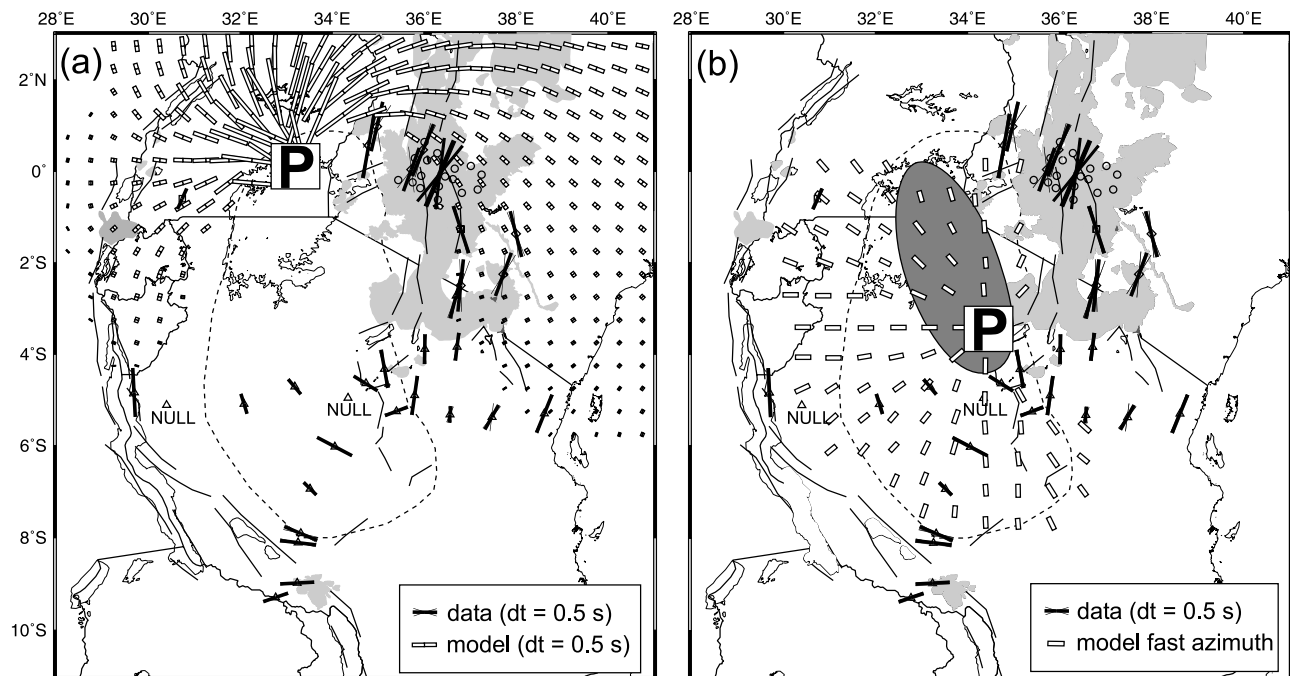 28°E 30°E 32°E 34°E 36°E 38°E 40°E 28°E 30°E 32°E 34°E 36°E 38°E 40°E
(a) (b)
2°N
0°
2°S
4°S
6°S
8°S
10°S
P P
NULL NULL NULL NULL
data (dt = 0.5 s) data (dt = 0.5 s)
model (dt = 0.5 s) model fast azimuth